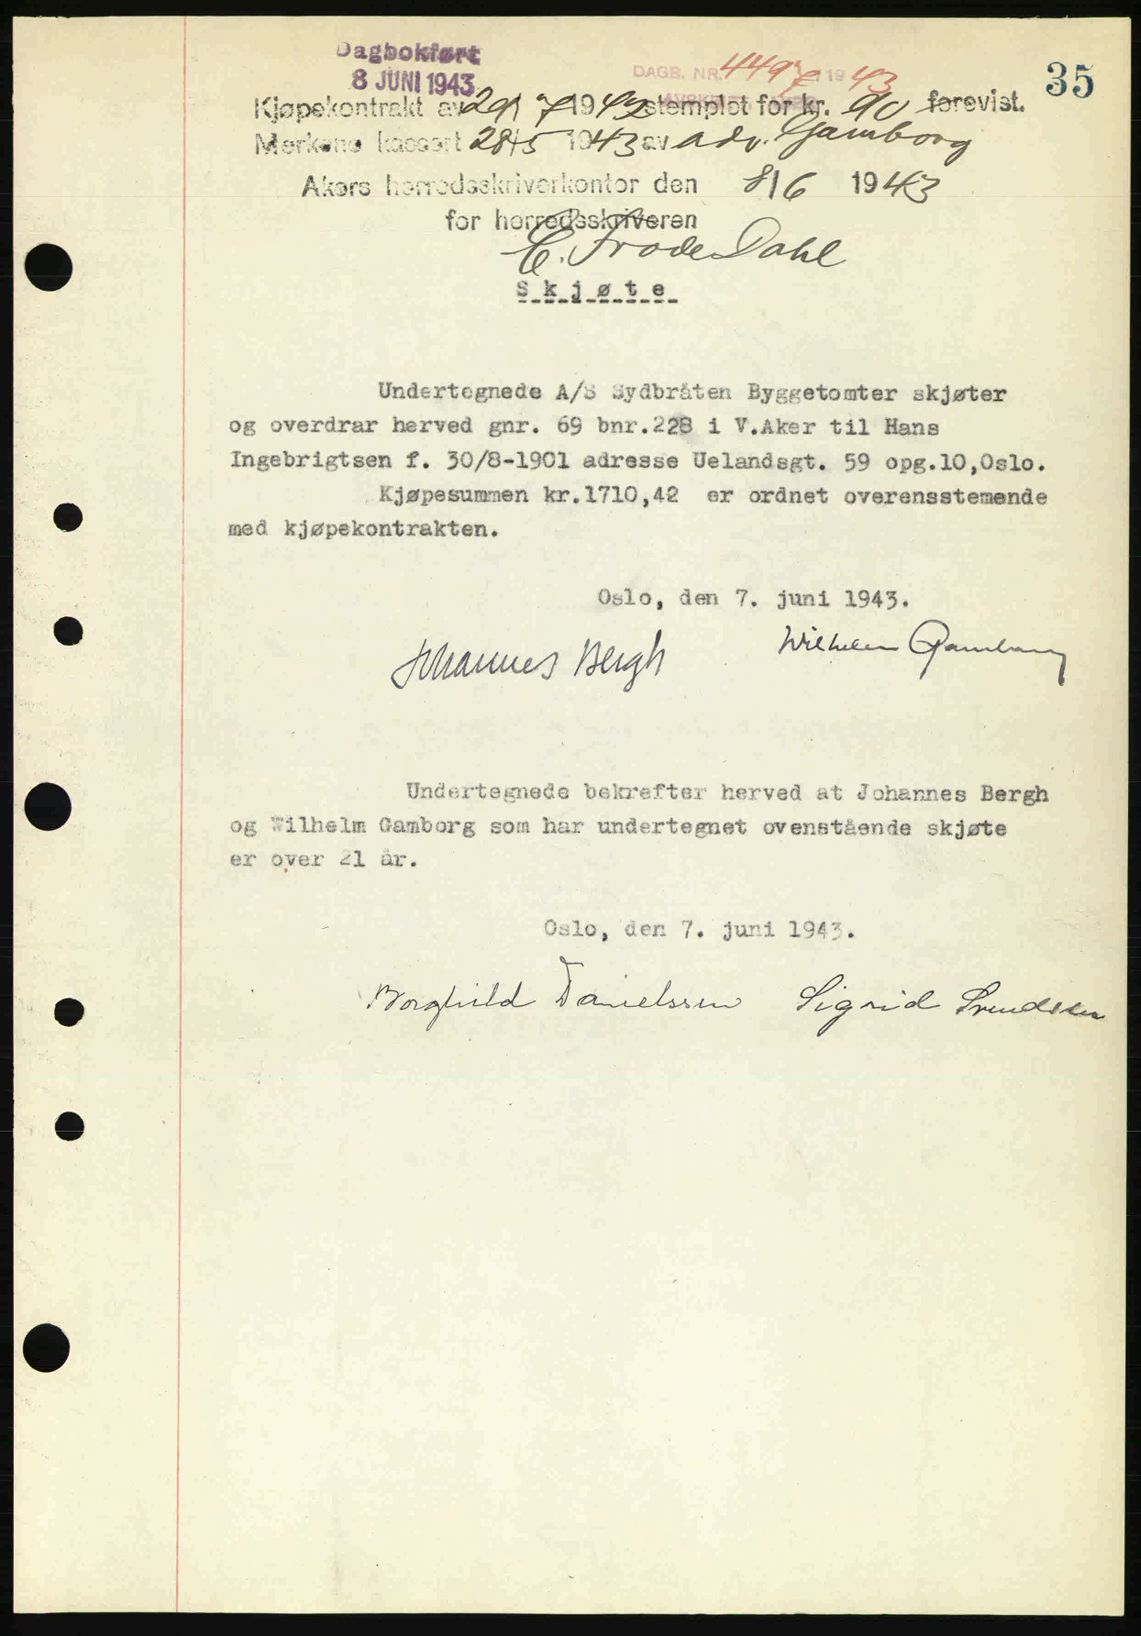 Dagbokført
8 JUNI 1943
DAGB. NR. 4497 1943
35
Kjøpekontrakt av 29/7 1942 stemplet for kr. 90 forevist.
Merkene kassert 28/5 1943 av adv. Gamborg
Akers herredsskriverkontor den 8/6 1943
for herredsskriveren
E. Frode Dahl
Skjøte
Undertegnede A/S Sydbråten Byggetomter skjøter
og overdrar herved gnr. 69 bnr.228 i V.Aker til Hans
Ingebrigtsen f. 30/8-1901 adresse Uelandsgt. 59 opg.10,Oslo.
Kjøpesummen kr.1710,42 er ordnet overensstemende
med kjøpekontrakten.
Oslo, den 7. juni 1943.
Johannes Bergh Wilhelm Gamborg
Undertegnede bekrefter herved at Johannes Bergh
og Wilhelm Gamborg som har undertegnet ovenstående skjøte
er over 21 år.
Oslo, den 7. juni 1943.
Borghild Danielssen Sigrid Svendsen